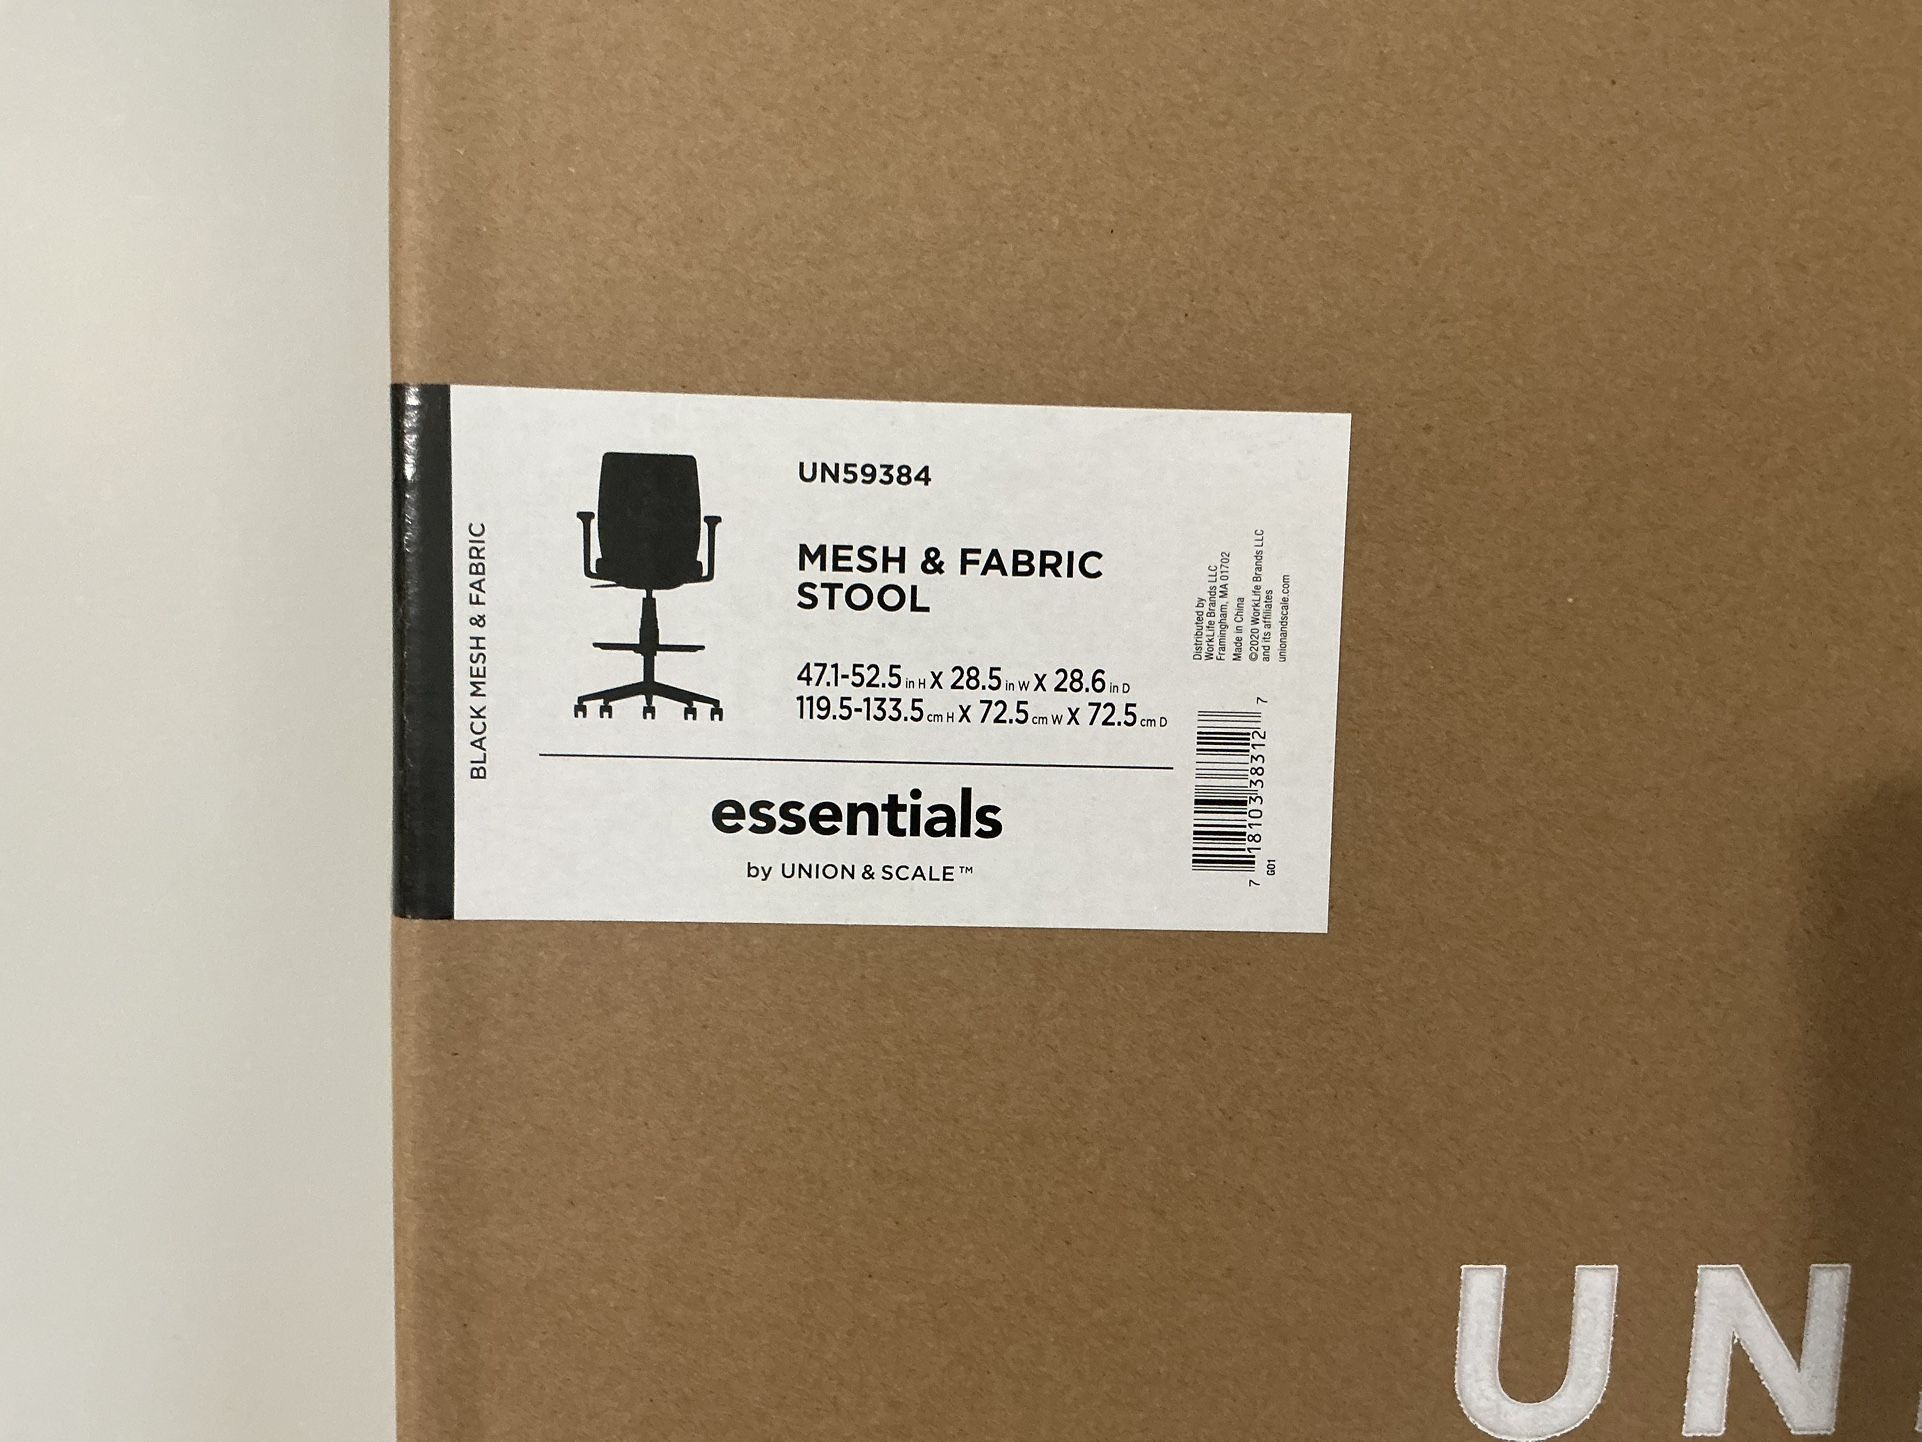 BLACK MESH & FABRIC
UN59384
MESH & FABRIC
STOOL
47.1-52.5 in H X 28.5 in W X 28.6 in D
119.5-133.5 cm H X 72.5 cm W X 72.5 cm D
essentials
by UNION & SCALE™
Distributed by
WorkLife Brands LLC
Framingham, MA 01702
Made in China
©2020 WorkLife Brands LLC
and its affiliates
unionandscale.com
7 18103 38312 7
G01
UN